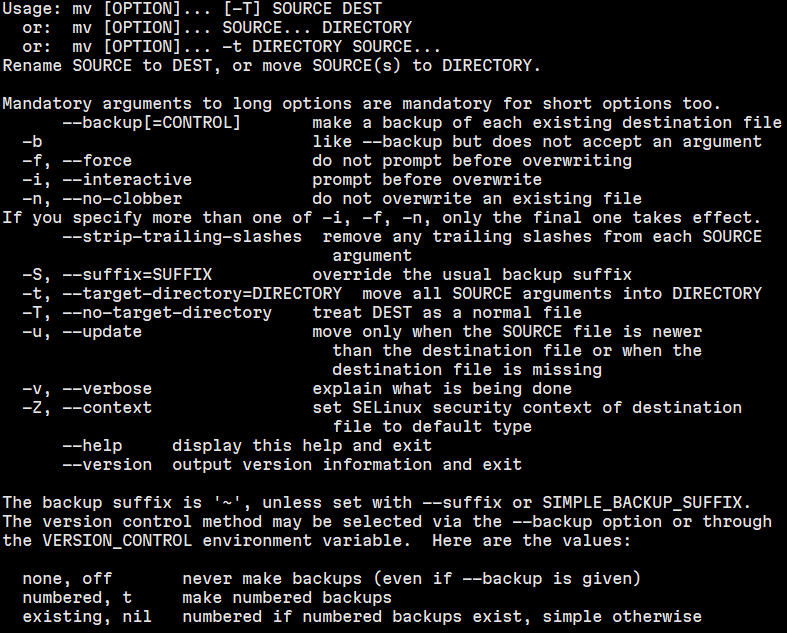 Usage: mv [OPTION]... [-T] SOURCE DEST
  or:  mv [OPTION]... SOURCE... DIRECTORY
  or:  mv [OPTION]... -t DIRECTORY SOURCE...
Rename SOURCE to DEST, or move SOURCE(s) to DIRECTORY.

Mandatory arguments to long options are mandatory for short options too.
      --backup[=CONTROL]       make a backup of each existing destination file
  -b                           like --backup but does not accept an argument
  -f, --force                  do not prompt before overwriting
  -i, --interactive            prompt before overwrite
  -n, --no-clobber             do not overwrite an existing file
If you specify more than one of -i, -f, -n, only the final one takes effect.
      --strip-trailing-slashes  remove any trailing slashes from each SOURCE
                                 argument
  -S, --suffix=SUFFIX          override the usual backup suffix
  -t, --target-directory=DIRECTORY  move all SOURCE arguments into DIRECTORY
  -T, --no-target-directory    treat DEST as a normal file
  -u, --update                 move only when the SOURCE file is newer
                                 than the destination file or when the
                                 destination file is missing
  -v, --verbose                explain what is being done
  -Z, --context                set SELinux security context of destination
                                 file to default type
      --help     display this help and exit
      --version  output version information and exit

The backup suffix is '~', unless set with --suffix or SIMPLE_BACKUP_SUFFIX.
The version control method may be selected via the --backup option or through
the VERSION_CONTROL environment variable.  Here are the values:

  none, off       never make backups (even if --backup is given)
  numbered, t     make numbered backups
  existing, nil   numbered if numbered backups exist, simple otherwise